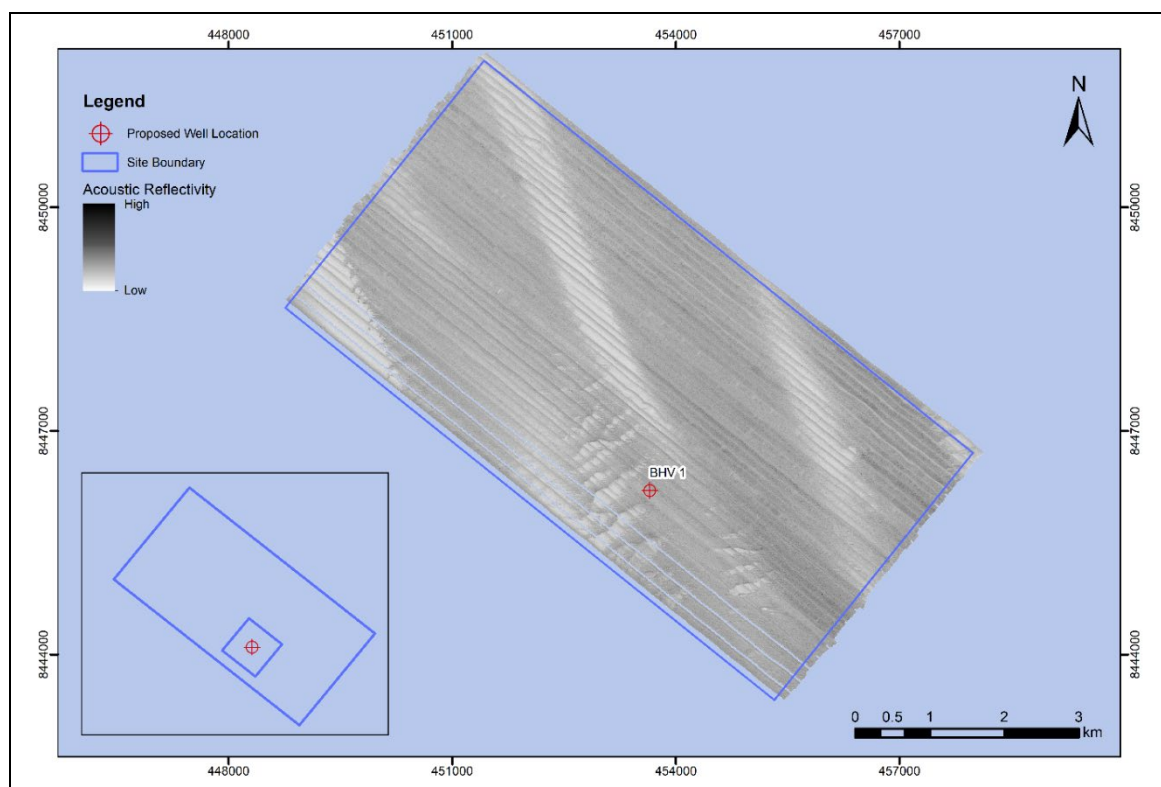 448000 451000 454000 457000
N
Legend
Proposed Well Location
Site Boundary
Acoustic Reflectivity
High
Low
8450000 8450000
8447000 8447000
BHV 1
8444000 8444000
0 0.5 1 2 3
km
448000 451000 454000 457000